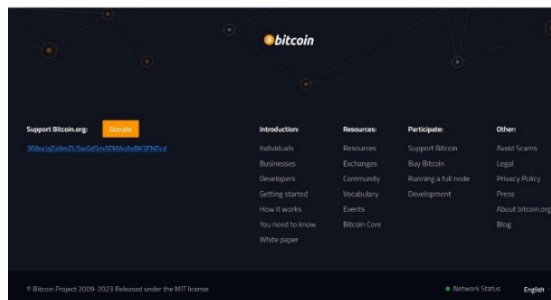 bitcoin
Support Bitcoin.org:
Donate
Introduction:
Individuals
Businesses
Developers
Getting started
How it works
You need to know
White paper
Resources:
Resources
Exchanges
Community
Vocabulary
Events
Bitcoin Core
Participate:
Support Bitcoin
Buy Bitcoin
Running a full node
Development
Other:
Avoid Scams
Legal
Privacy Policy
Press
About bitcoin.org
Blog
© Bitcoin Project 2009-2023 Released under the MIT license
Network Status
English